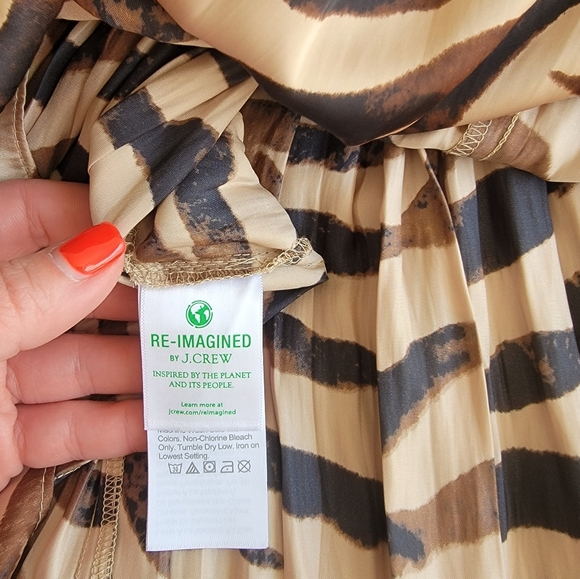 RE-IMAGINED
BY J.CREW
INSPIRED BY THE PLANET
AND ITS PEOPLE.
Learn more at
jcrew.com/reimagined
Colors. Non-Chlorine Bleach
Only. Tumble Dry Low. Iron on
Lowest Setting.